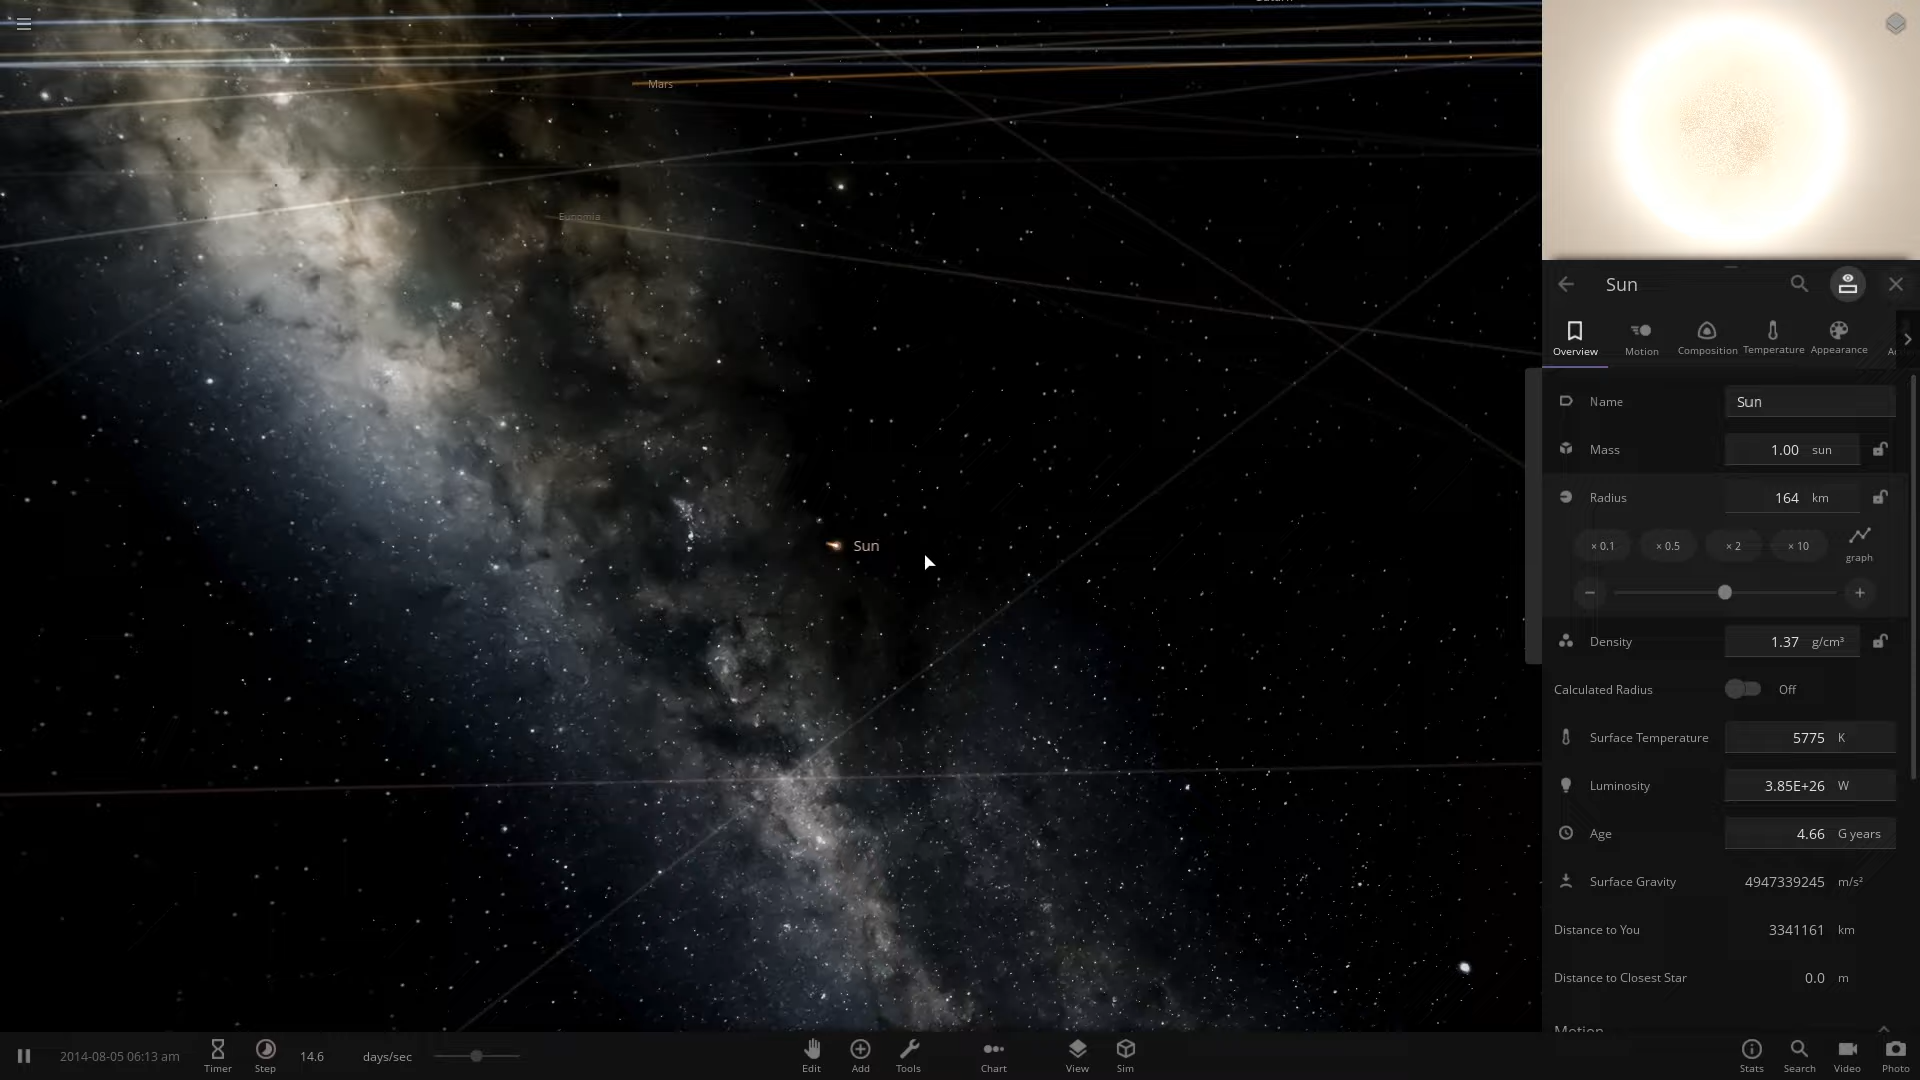 Mars
Eunomia
Sun
Sun
Overview
Motion
Composition
Temperature
Appearance
Name Sun
Mass 1.00 sun
Radius 164 km
× 0.1 × 0.5 × 2 × 10 graph
Density 1.37 g/cm³
Calculated Radius Off
Surface Temperature 5775 K
Luminosity 3.85E+26 W
Age 4.66 G years
Surface Gravity 4947339245 m/s²
Distance to You 3341161 km
Distance to Closest Star 0.0 m
Motion
2014-08-05 06:13 am
Timer
Step
14.6 days/sec
Edit
Add
Tools
Chart
View
Sim
Stats
Search
Video
Photo